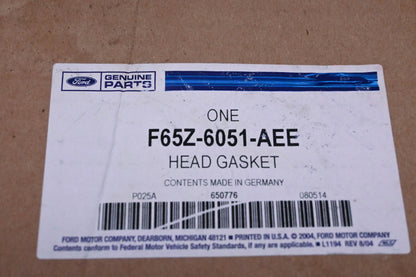 Ford
GENUINE
PARTS
ONE
F65Z-6051-AEE
HEAD GASKET
CONTENTS MADE IN GERMANY
P025A 650776 080514
FORD MOTOR COMPANY, DEARBORN, MICHIGAN 48121 • PRINTED IN U.S.A. © 2004, FORD MOTOR COMPANY
Contents conform to Federal Motor Vehicle Safety Standards, if any are applicable. • L1194 REV 8/04